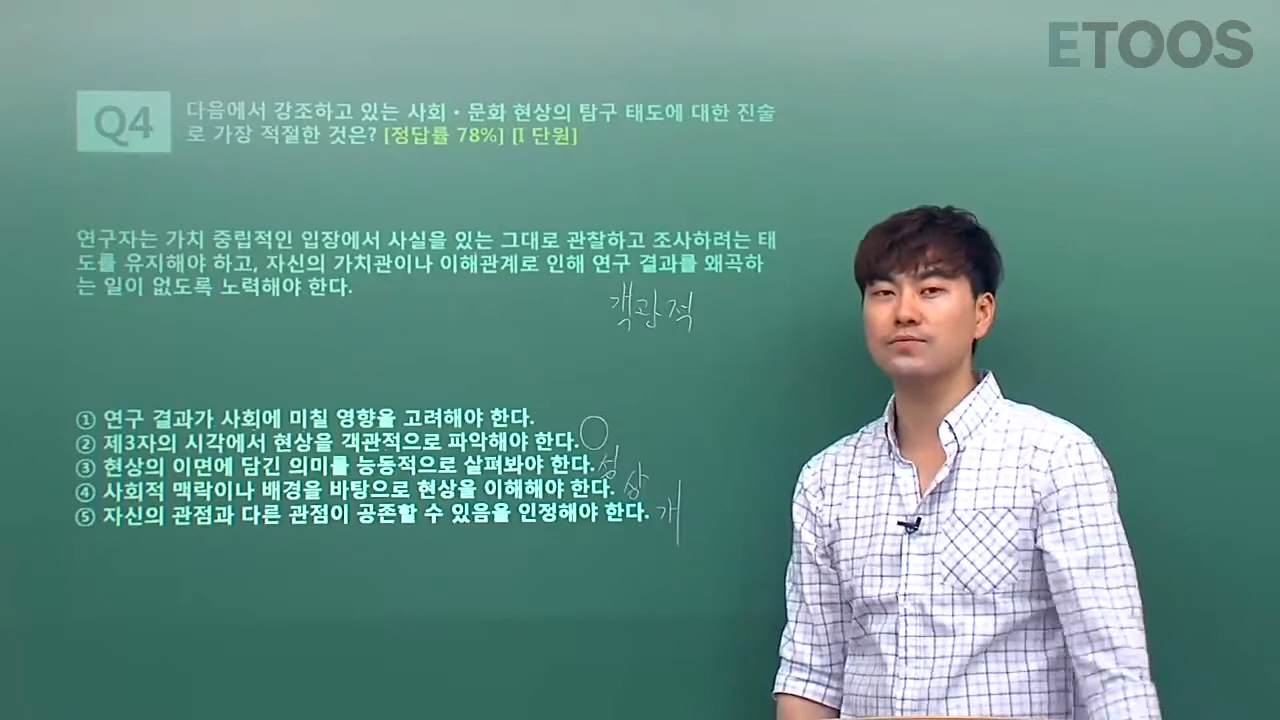 ETOOS
Q4
다음에서 강조하고 있는 사회・문화 현상의 탐구 태도에 대한 진술
로 가장 적절한 것은? [정답률 78%] [Ⅰ 단원]
연구자는 가치 중립적인 입장에서 사실을 있는 그대로 관찰하고 조사하려는 태
도를 유지해야 하고, 자신의 가치관이나 이해관계로 인해 연구 결과를 왜곡하
는 일이 없도록 노력해야 한다.
객관적
① 연구 결과가 사회에 미칠 영향을 고려해야 한다.
② 제3자의 시각에서 현상을 객관적으로 파악해야 한다.
③ 현상의 이면에 담긴 의미를 능동적으로 살펴봐야 한다. 성
④ 사회적 맥락이나 배경을 바탕으로 현상을 이해해야 한다. 상
⑤ 자신의 관점과 다른 관점이 공존할 수 있음을 인정해야 한다. 개